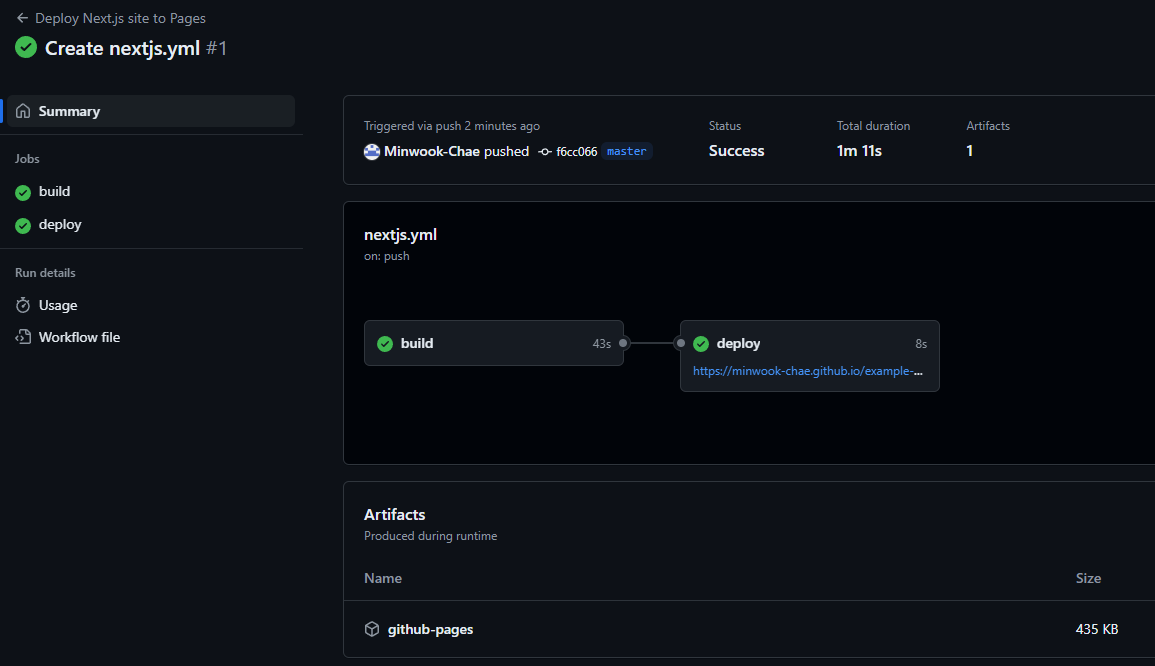 Deploy Next.js site to Pages
Create nextjs.yml #1
Summary
Jobs
build
deploy
Run details
Usage
Workflow file
Triggered via push 2 minutes ago
Minwook-Chae pushed f6cc066 master
Status
Success
Total duration
1m 11s
Artifacts
1
nextjs.yml
on: push
build 43s
deploy 8s
https://minwook-chae.github.io/example-...
Artifacts
Produced during runtime
Name Size
github-pages 435 KB